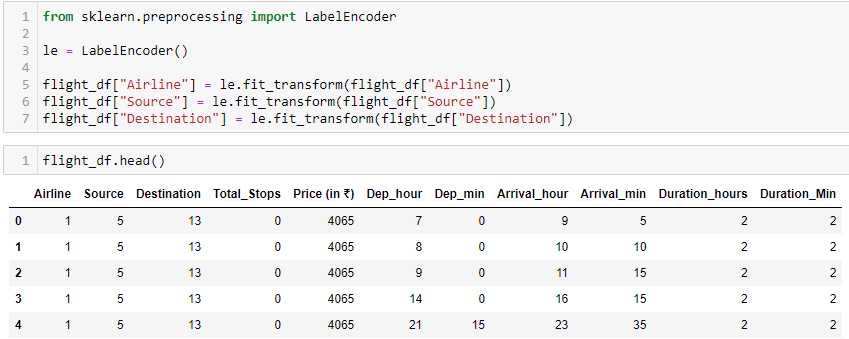 1 from sklearn.preprocessing import LabelEncoder
2
3 le = LabelEncoder()
4
5 flight_df["Airline"] = le.fit_transform(flight_df["Airline"])
6 flight_df["Source"] = le.fit_transform(flight_df["Source"])
7 flight_df["Destination"] = le.fit_transform(flight_df["Destination"])
1 flight_df.head()
Airline Source Destination Total_Stops Price (in ₹) Dep_hour Dep_min Arrival_hour Arrival_min Duration_hours Duration_Min
0 1 5 13 0 4065 7 0 9 5 2 2
1 1 5 13 0 4065 8 0 10 10 2 2
2 1 5 13 0 4065 9 0 11 15 2 2
3 1 5 13 0 4065 14 0 16 15 2 2
4 1 5 13 0 4065 21 15 23 35 2 2